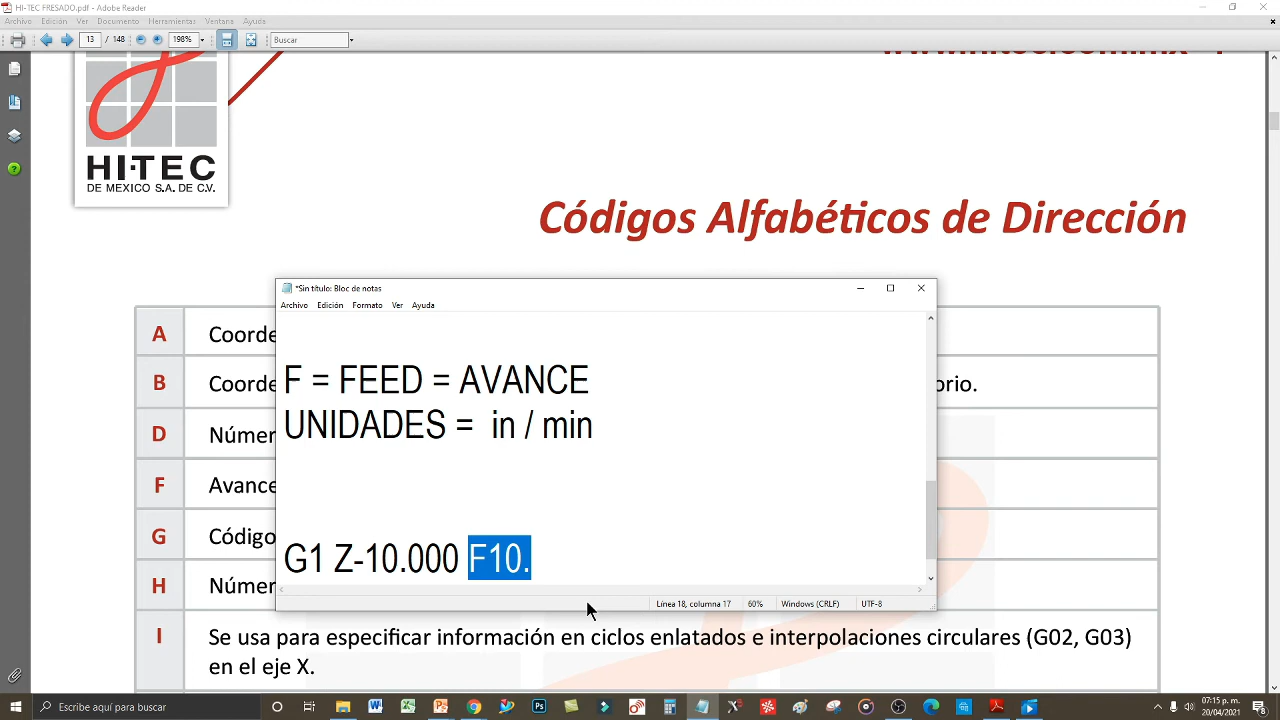 HI-TEC FRESADO.pdf - Adobe Reader
Archivo Edición Ver Documento Herramientas Ventana Ayuda
13 / 148 198% Buscar
HI-TEC
DE MEXICO S.A. DE C.V.
Códigos Alfabéticos de Dirección
*Sin título: Bloc de notas
Archivo Edición Formato Ver Ayuda
A Coorde
F = FEED = AVANCE
B Coorde orio.
UNIDADES = in / min
D Númer
F Avance
G Código
G1 Z-10.000 F10.
H Númer
Línea 18, columna 17 60% Windows (CRLF) UTF-8
I Se usa para especificar información en ciclos enlatados e interpolaciones circulares (G02, G03)
en el eje X.
Escribe aquí para buscar
07:15 p.m.
20/04/2021